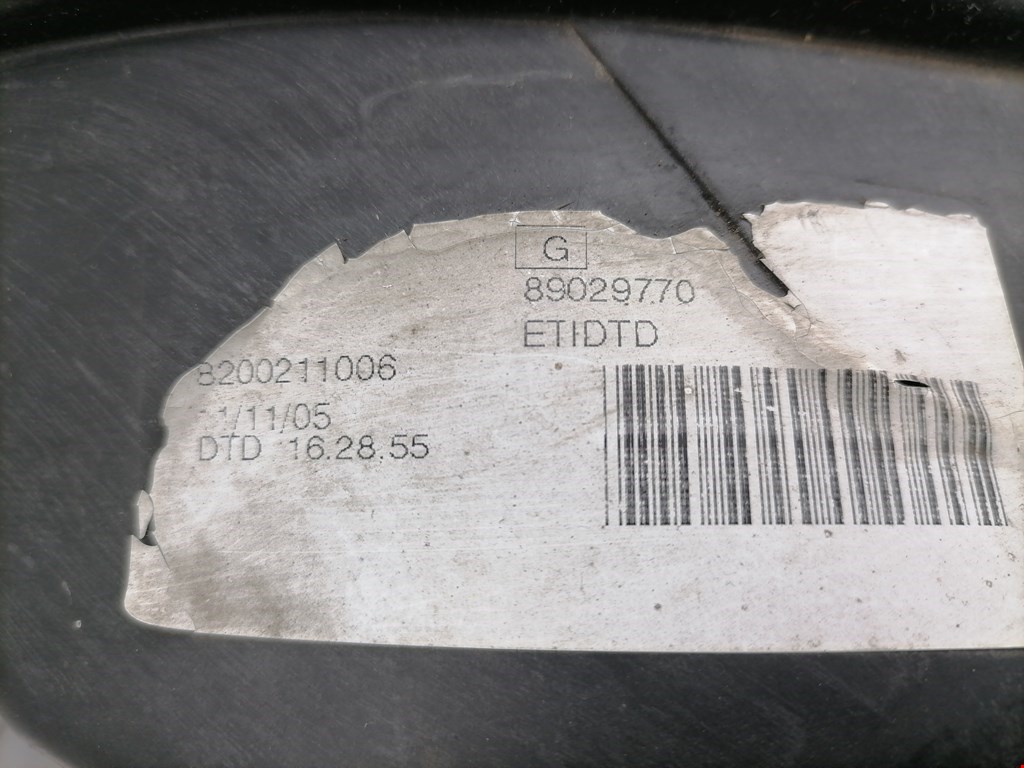 G
89029770
ETIDTD
8200211006
1/11/05
DTD 16.28.55